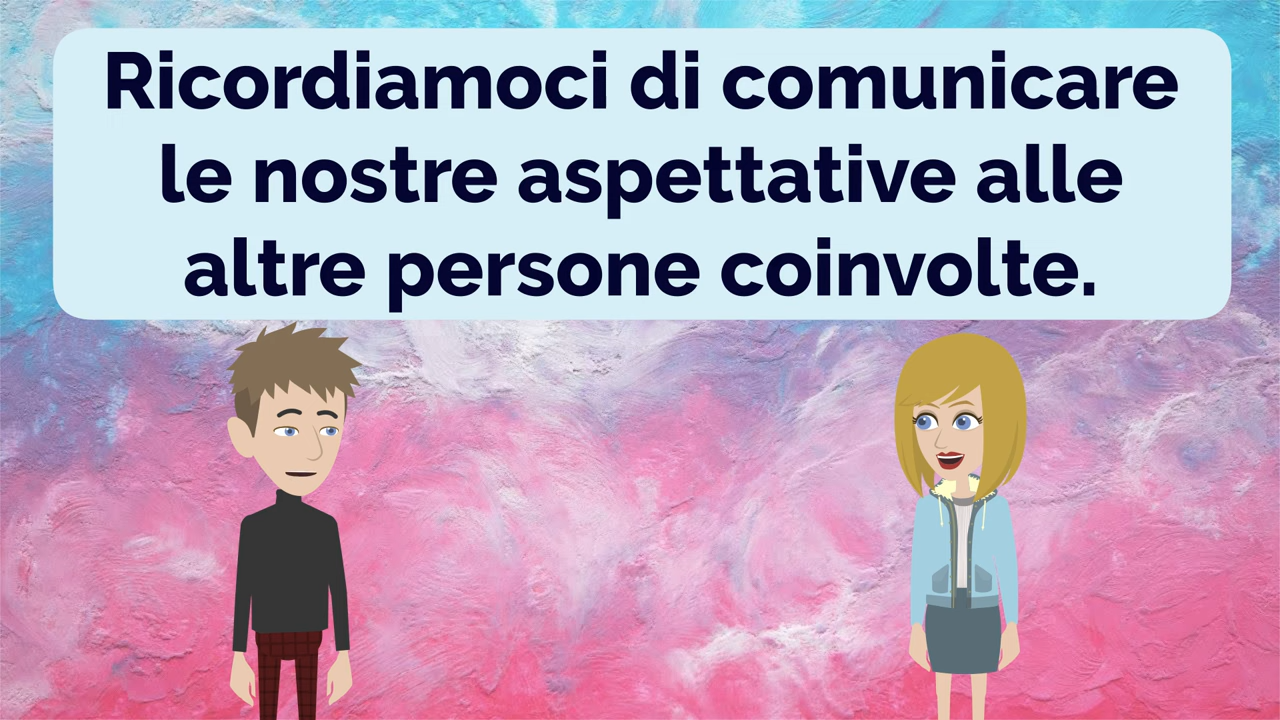 Ricordiamoci di comunicare
le nostre aspettative alle
altre persone coinvolte.